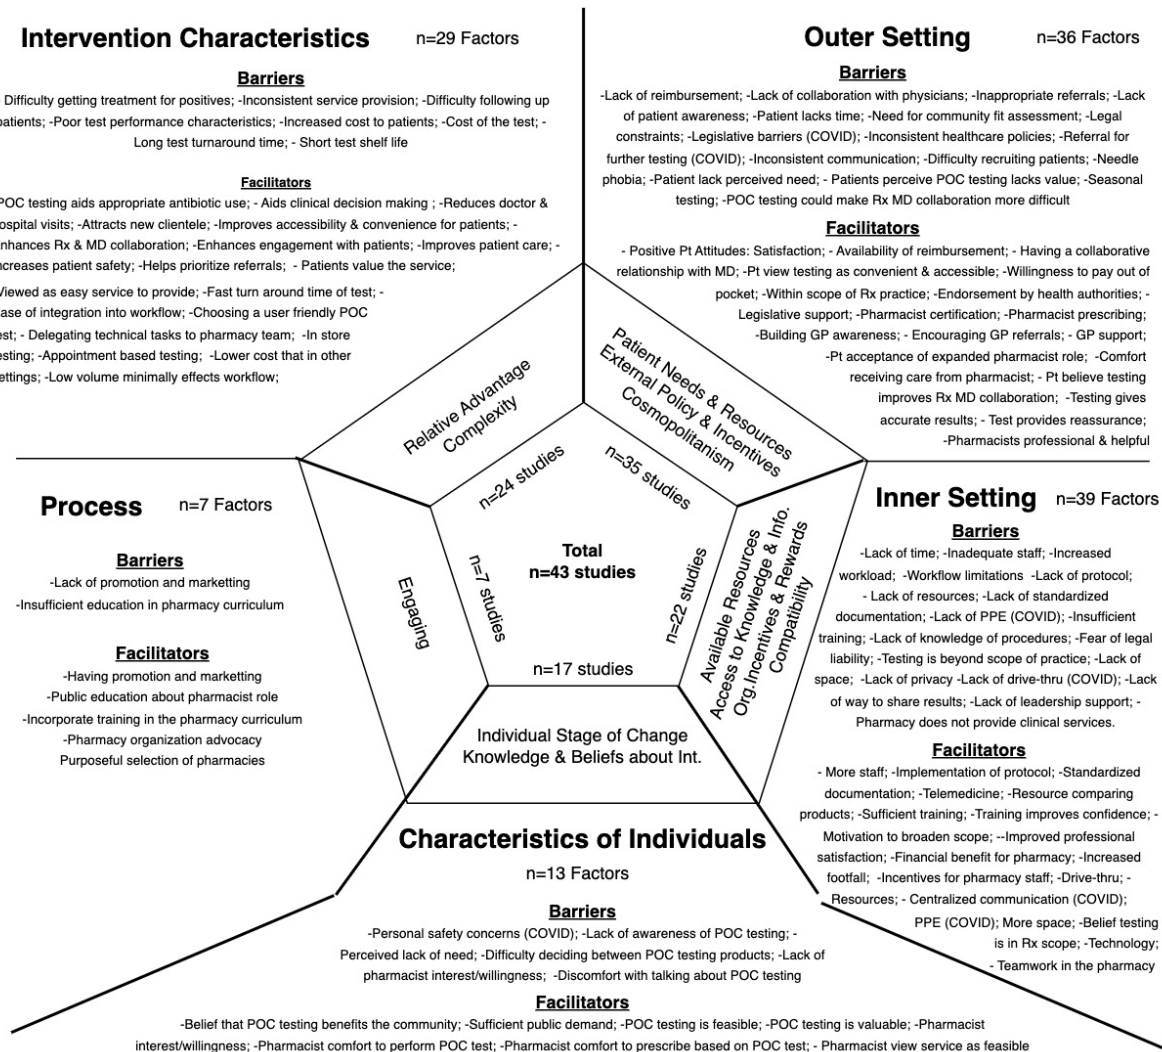 Intervention Characteristics n=29 Factors
Barriers
Difficulty getting treatment for positives; -Inconsistent service provision; -Difficulty following up
patients; -Poor test performance characteristics; -Increased cost to patients; -Cost of the test; -
Long test turnaround time; - Short test shelf life
Facilitators
POC testing aids appropriate antibiotic use; - Aids clinical decision making ; -Reduces doctor &
ospital visits; -Attracts new clientele; -Improves accessibility & convenience for patients; -
nhances Rx & MD collaboration; -Enhances engagement with patients; -Improves patient care; -
ncreases patient safety; -Helps prioritize referrals; - Patients value the service;
Viewed as easy service to provide; -Fast turn around time of test; -
ase of integration into workflow; -Choosing a user friendly POC
est; - Delegating technical tasks to pharmacy team; -In store
esting; -Appointment based testing; -Lower cost that in other
ettings; -Low volume minimally effects workflow;
Outer Setting n=36 Factors
Barriers
-Lack of reimbursement; -Lack of collaboration with physicians; -Inappropriate referrals; -Lack
of patient awareness; -Patient lacks time; -Need for community fit assessment; -Legal
constraints; -Legislative barriers (COVID); -Inconsistent healthcare policies; -Referral for
further testing (COVID); -Inconsistent communication; -Difficulty recruiting patients; -Needle
phobia; -Patient lack perceived need; - Patients perceive POC testing lacks value; -Seasonal
testing; -POC testing could make Rx MD collaboration more difficult
Facilitators
- Positive Pt Attitudes: Satisfaction; - Availability of reimbursement; - Having a collaborative
relationship with MD; -Pt view testing as convenient & accessible; -Willingness to pay out of
pocket; -Within scope of Rx practice; -Endorsement by health authorities; -
Legislative support; -Pharmacist certification; -Pharmacist prescribing;
-Building GP awareness; - Encouraging GP referrals; - GP support;
-Pt acceptance of expanded pharmacist role; -Comfort
receiving care from pharmacist; - Pt believe testing
improves Rx MD collaboration; -Testing gives
accurate results; - Test provides reassurance;
-Pharmacists professional & helpful
Relative Advantage
Complexity
Patient Needs & Resources
External Policy & Incentives
Cosmopolitanism
n=24 studies
n=35 studies
Total
n=43 studies
n=7 studies
n=22 studies
n=17 studies
Engaging
Available Resources
Access to Knowledge & Info.
Org.Incentives & Rewards
Compatibility
Individual Stage of Change
Knowledge & Beliefs about Int.
Process n=7 Factors
Barriers
-Lack of promotion and marketting
-Insufficient education in pharmacy curriculum
Facilitators
-Having promotion and marketting
-Public education about pharmacist role
-Incorporate training in the pharmacy curriculum
-Pharmacy organization advocacy
Purposeful selection of pharmacies
Inner Setting n=39 Factors
Barriers
-Lack of time; -Inadequate staff; -Increased
workload; -Workflow limitations -Lack of protocol;
- Lack of resources; -Lack of standardized
documentation; -Lack of PPE (COVID); -Insufficient
training; -Lack of knowledge of procedures; -Fear of legal
liability; -Testing is beyond scope of practice; -Lack of
space; -Lack of privacy -Lack of drive-thru (COVID); -Lack
of way to share results; -Lack of leadership support; -
Pharmacy does not provide clinical services.
Facilitators
- More staff; -Implementation of protocol; -Standardized
documentation; -Telemedicine; -Resource comparing
products; -Sufficient training; -Training improves confidence; -
Motivation to broaden scope; --Improved professional
satisfaction; -Financial benefit for pharmacy; -Increased
footfall; -Incentives for pharmacy staff; -Drive-thru; -
Resources; - Centralized communication (COVID);
PPE (COVID); More space; -Belief testing
is in Rx scope; -Technology;
- Teamwork in the pharmacy
Characteristics of Individuals
n=13 Factors
Barriers
-Personal safety concerns (COVID); -Lack of awareness of POC testing; -
Perceived lack of need; -Difficulty deciding between POC testing products; -Lack of
pharmacist interest/willingness; -Discomfort with talking about POC testing
Facilitators
-Belief that POC testing benefits the community; -Sufficient public demand; -POC testing is feasible; -POC testing is valuable; -Pharmacist
interest/willingness; -Pharmacist comfort to perform POC test; -Pharmacist comfort to prescribe based on POC test; - Pharmacist view service as feasible